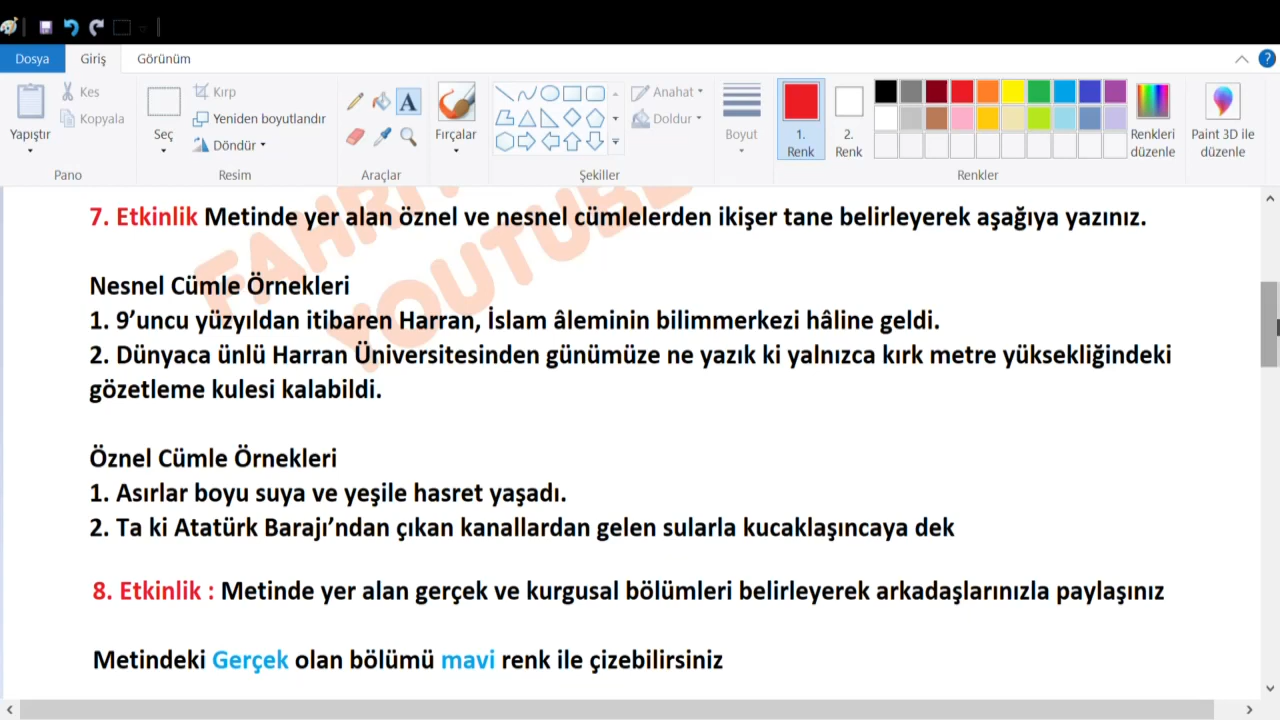 Dosya Giriş Görünüm
Yapıştır
Kes
Kopyala
Pano
Seç
Kırp
Yeniden boyutlandır
Döndür
Resim
A
Araçlar
Fırçalar
Anahat
Doldur
Şekiller
Boyut
1.
Renk
2.
Renk
Renkleri
düzenle
Renkler
Paint 3D ile
düzenle
?
YOUTUBE
7. Etkinlik Metinde yer alan öznel ve nesnel cümlelerden ikişer tane belirleyerek aşağıya yazınız.
Nesnel Cümle Örnekleri
1. 9’uncu yüzyıldan itibaren Harran, İslam âleminin bilimmerkezi hâline geldi.
2. Dünyaca ünlü Harran Üniversitesinden günümüze ne yazık ki yalnızca kırk metre yüksekliğindeki
gözetleme kulesi kalabildi.
Öznel Cümle Örnekleri
1. Asırlar boyu suya ve yeşile hasret yaşadı.
2. Ta ki Atatürk Barajı’ndan çıkan kanallardan gelen sularla kucaklaşıncaya dek
8. Etkinlik : Metinde yer alan gerçek ve kurgusal bölümleri belirleyerek arkadaşlarınızla paylaşınız
Metindeki Gerçek olan bölümü mavi renk ile çizebilirsiniz